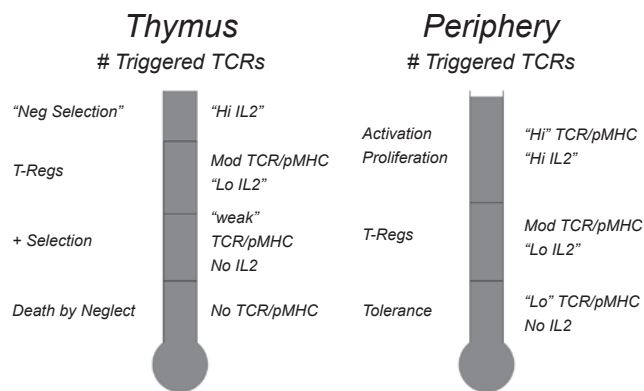 Thymus
# Triggered TCRs
“Neg Selection”
“Hi IL2”
T-Regs
Mod TCR/pMHC
“Lo IL2”
+ Selection
“weak”
TCR/pMHC
No IL2
Death by Neglect
No TCR/pMHC
Periphery
# Triggered TCRs
Activation
Proliferation
“Hi” TCR/pMHC
“Hi IL2”
T-Regs
Mod TCR/pMHC
“Lo IL2”
Tolerance
“Lo” TCR/pMHC
No IL2